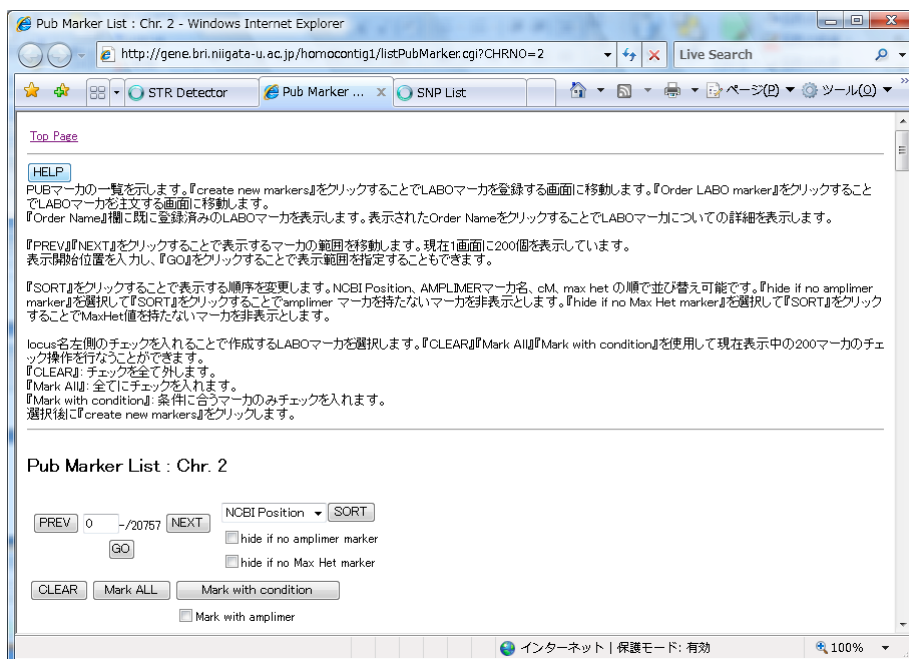 Pub Marker List : Chr. 2 - Windows Internet Explorer
http://gene.bri.niigata-u.ac.jp/homocontig1/listPubMarker.cgi?CHRNO=2
Live Search
STR Detector
Pub Marker ...
SNP List
ページ(P)
ツール(O)
Top Page
HELP
PUBマーカの一覧を示します。『create new markers』をクリックすることでLABOマーカを登録する画面に移動します。『Order LABO marker』をクリックすること
でLABOマーカを注文する画面に移動します。
『Order Name』欄に既に登録済みのLABOマーカを表示します。表示されたOrder NameをクリックすることでLABOマーカについての詳細を表示します。
『PREV』『NEXT』をクリックすることで表示するマーカの範囲を移動します。現在1画面に200個を表示しています。
表示開始位置を入力し、『GO』をクリックすることで表示範囲を指定することもできます。
『SORT』をクリックすることで表示する順序を変更します。NCBI Position、AMPLIMERマーカ名、cM、max het の順で並び替え可能です。『hide if no amplimer
marker』を選択して『SORT』をクリックすることでamplimer マーカを持たないマーカを非表示とします。『hide if no Max Het marker』を選択して『SORT』をクリック
することでMaxHet値を持たないマーカを非表示とします。
locus名左側のチェックを入れることで作成するLABOマーカを選択します。『CLEAR』『Mark All』『Mark with condition』を使用して現在表示中の200マーカのチェ
ック操作を行なうことができます。
『CLEAR』: チェックを全て外します。
『Mark All』: 全てにチェックを入れます。
『Mark with condition』: 条件に合うマーカのみチェックを入れます。
選択後に『create new markers』をクリックします。
Pub Marker List : Chr. 2
PREV 0 -/20757 NEXT NCBI Position SORT
GO
hide if no amplimer marker
hide if no Max Het marker
CLEAR Mark ALL Mark with condition
Mark with amplimer
インターネット | 保護モード: 有効
100%